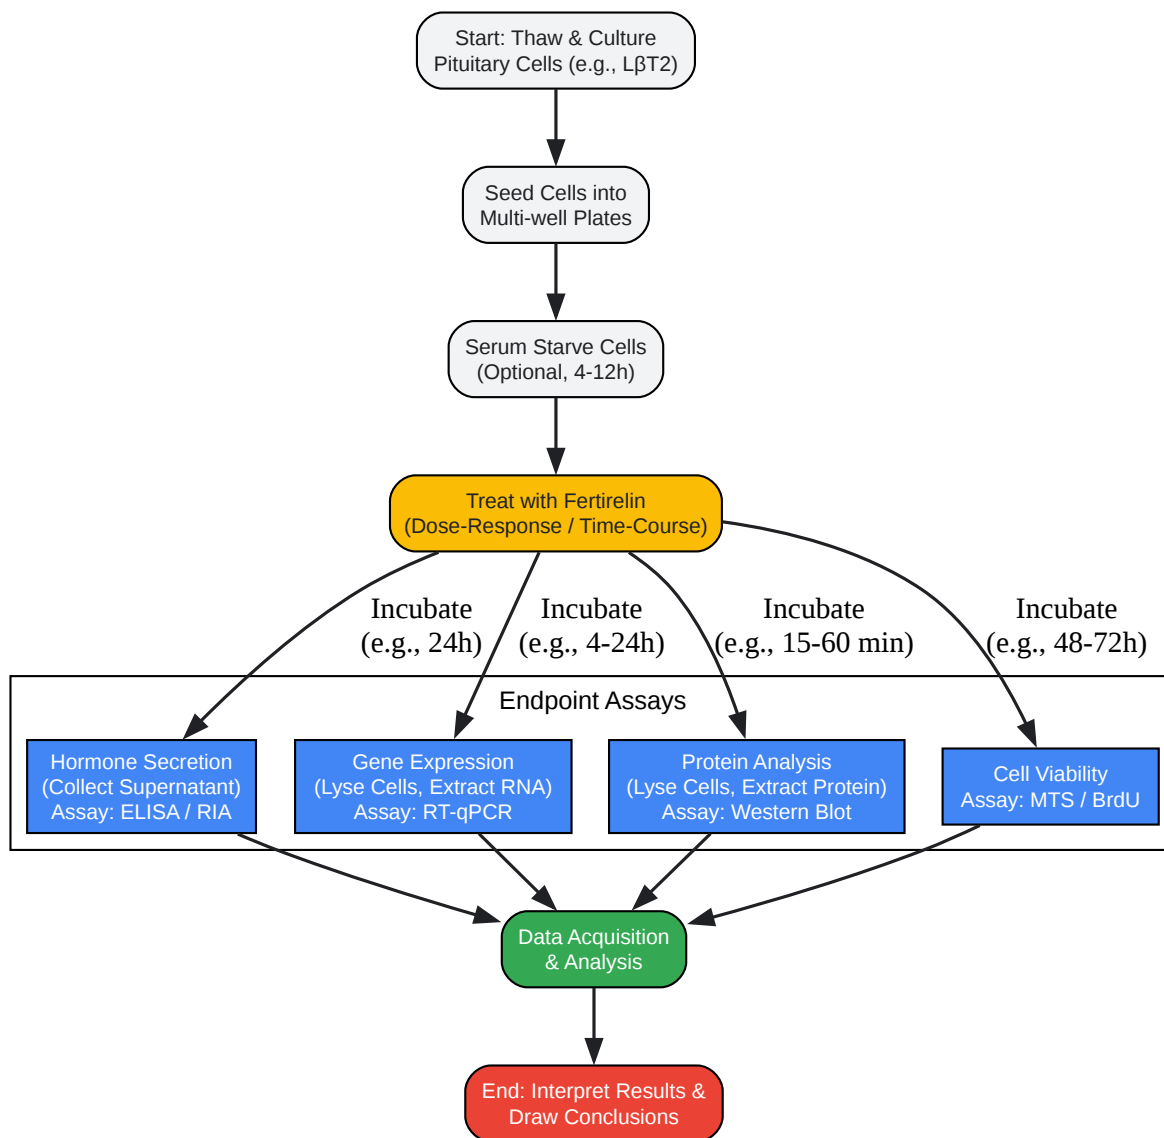 Start: Thaw & Culture
Pituitary Cells (e.g., LβT2)
Seed Cells into
Multi-well Plates
Serum Starve Cells
(Optional, 4-12h)
Treat with Fertirelin
(Dose-Response / Time-Course)
Incubate
(e.g., 24h)
Incubate
(e.g., 4-24h)
Incubate
(e.g., 15-60 min)
Incubate
(e.g., 48-72h)
Endpoint Assays
Hormone Secretion
(Collect Supernatant)
Assay: ELISA / RIA
Gene Expression
(Lyse Cells, Extract RNA)
Assay: RT-qPCR
Protein Analysis
(Lyse Cells, Extract Protein)
Assay: Western Blot
Cell Viability
Assay: MTS / BrdU
Data Acquisition
& Analysis
End: Interpret Results &
Draw Conclusions